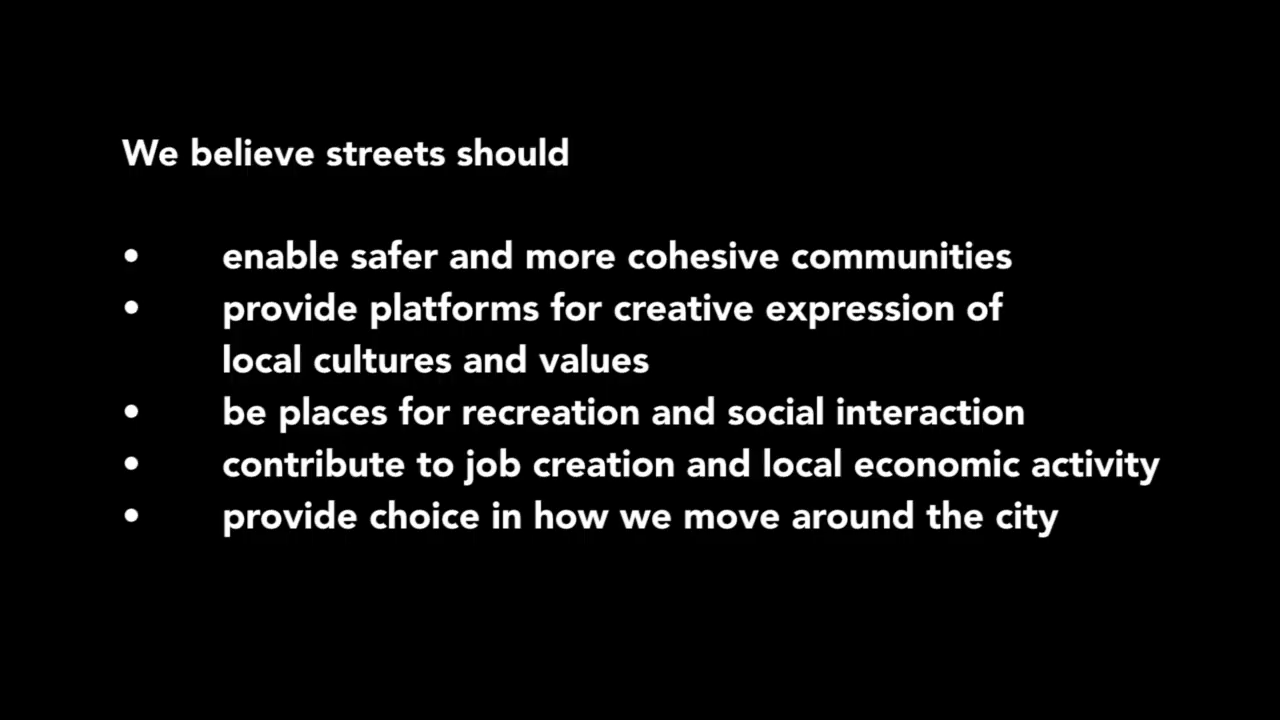 We believe streets should
• enable safer and more cohesive communities
• provide platforms for creative expression of
local cultures and values
• be places for recreation and social interaction
• contribute to job creation and local economic activity
• provide choice in how we move around the city